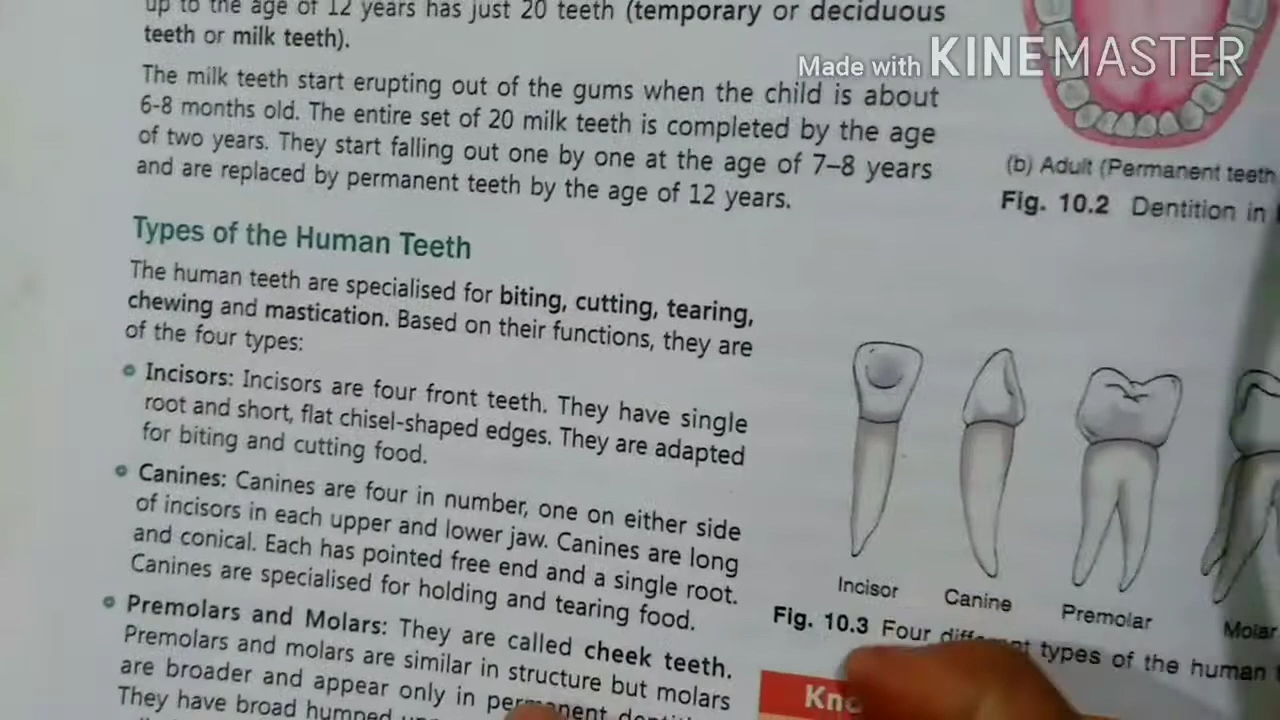 up to the age of 12 years has just 20 teeth (temporary or deciduous
teeth or milk teeth).
The milk teeth start erupting out of the gums when the child is about
6-8 months old. The entire set of 20 milk teeth is completed by the age
of two years. They start falling out one by one at the age of 7–8 years
and are replaced by permanent teeth by the age of 12 years.
Types of the Human Teeth
The human teeth are specialised for biting, cutting, tearing,
chewing and mastication. Based on their functions, they are
of the four types:
Incisors: Incisors are four front teeth. They have single
root and short, flat chisel-shaped edges. They are adapted
for biting and cutting food.
Canines: Canines are four in number, one on either side
of incisors in each upper and lower jaw. Canines are long
and conical. Each has pointed free end and a single root.
Canines are specialised for holding and tearing food.
Premolars and Molars: They are called cheek teeth.
Premolars and molars are similar in structure but molars
are broader and appear only in permanent
They have broad humped
Made with KINEMASTER
(b) Adult (Permanent teeth
Fig. 10.2 Dentition in
Incisor
Canine
Premolar
Molar
Fig. 10.3 Four different types of the human